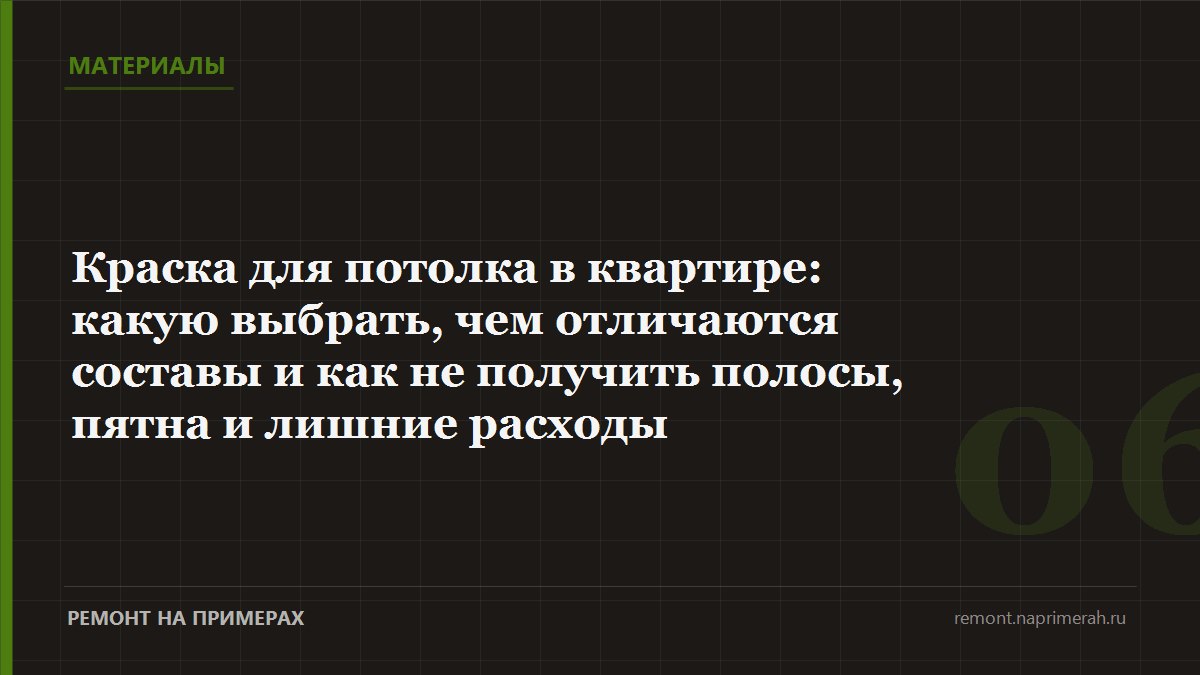 МАТЕРИАЛЫ
Краска для потолка в квартире:
какую выбрать, чем отличаются
составы и как не получить полосы,
пятна и лишние расходы
об
РЕМОНТ НА ПРИМЕРАХ
remont.naprimerah.ru